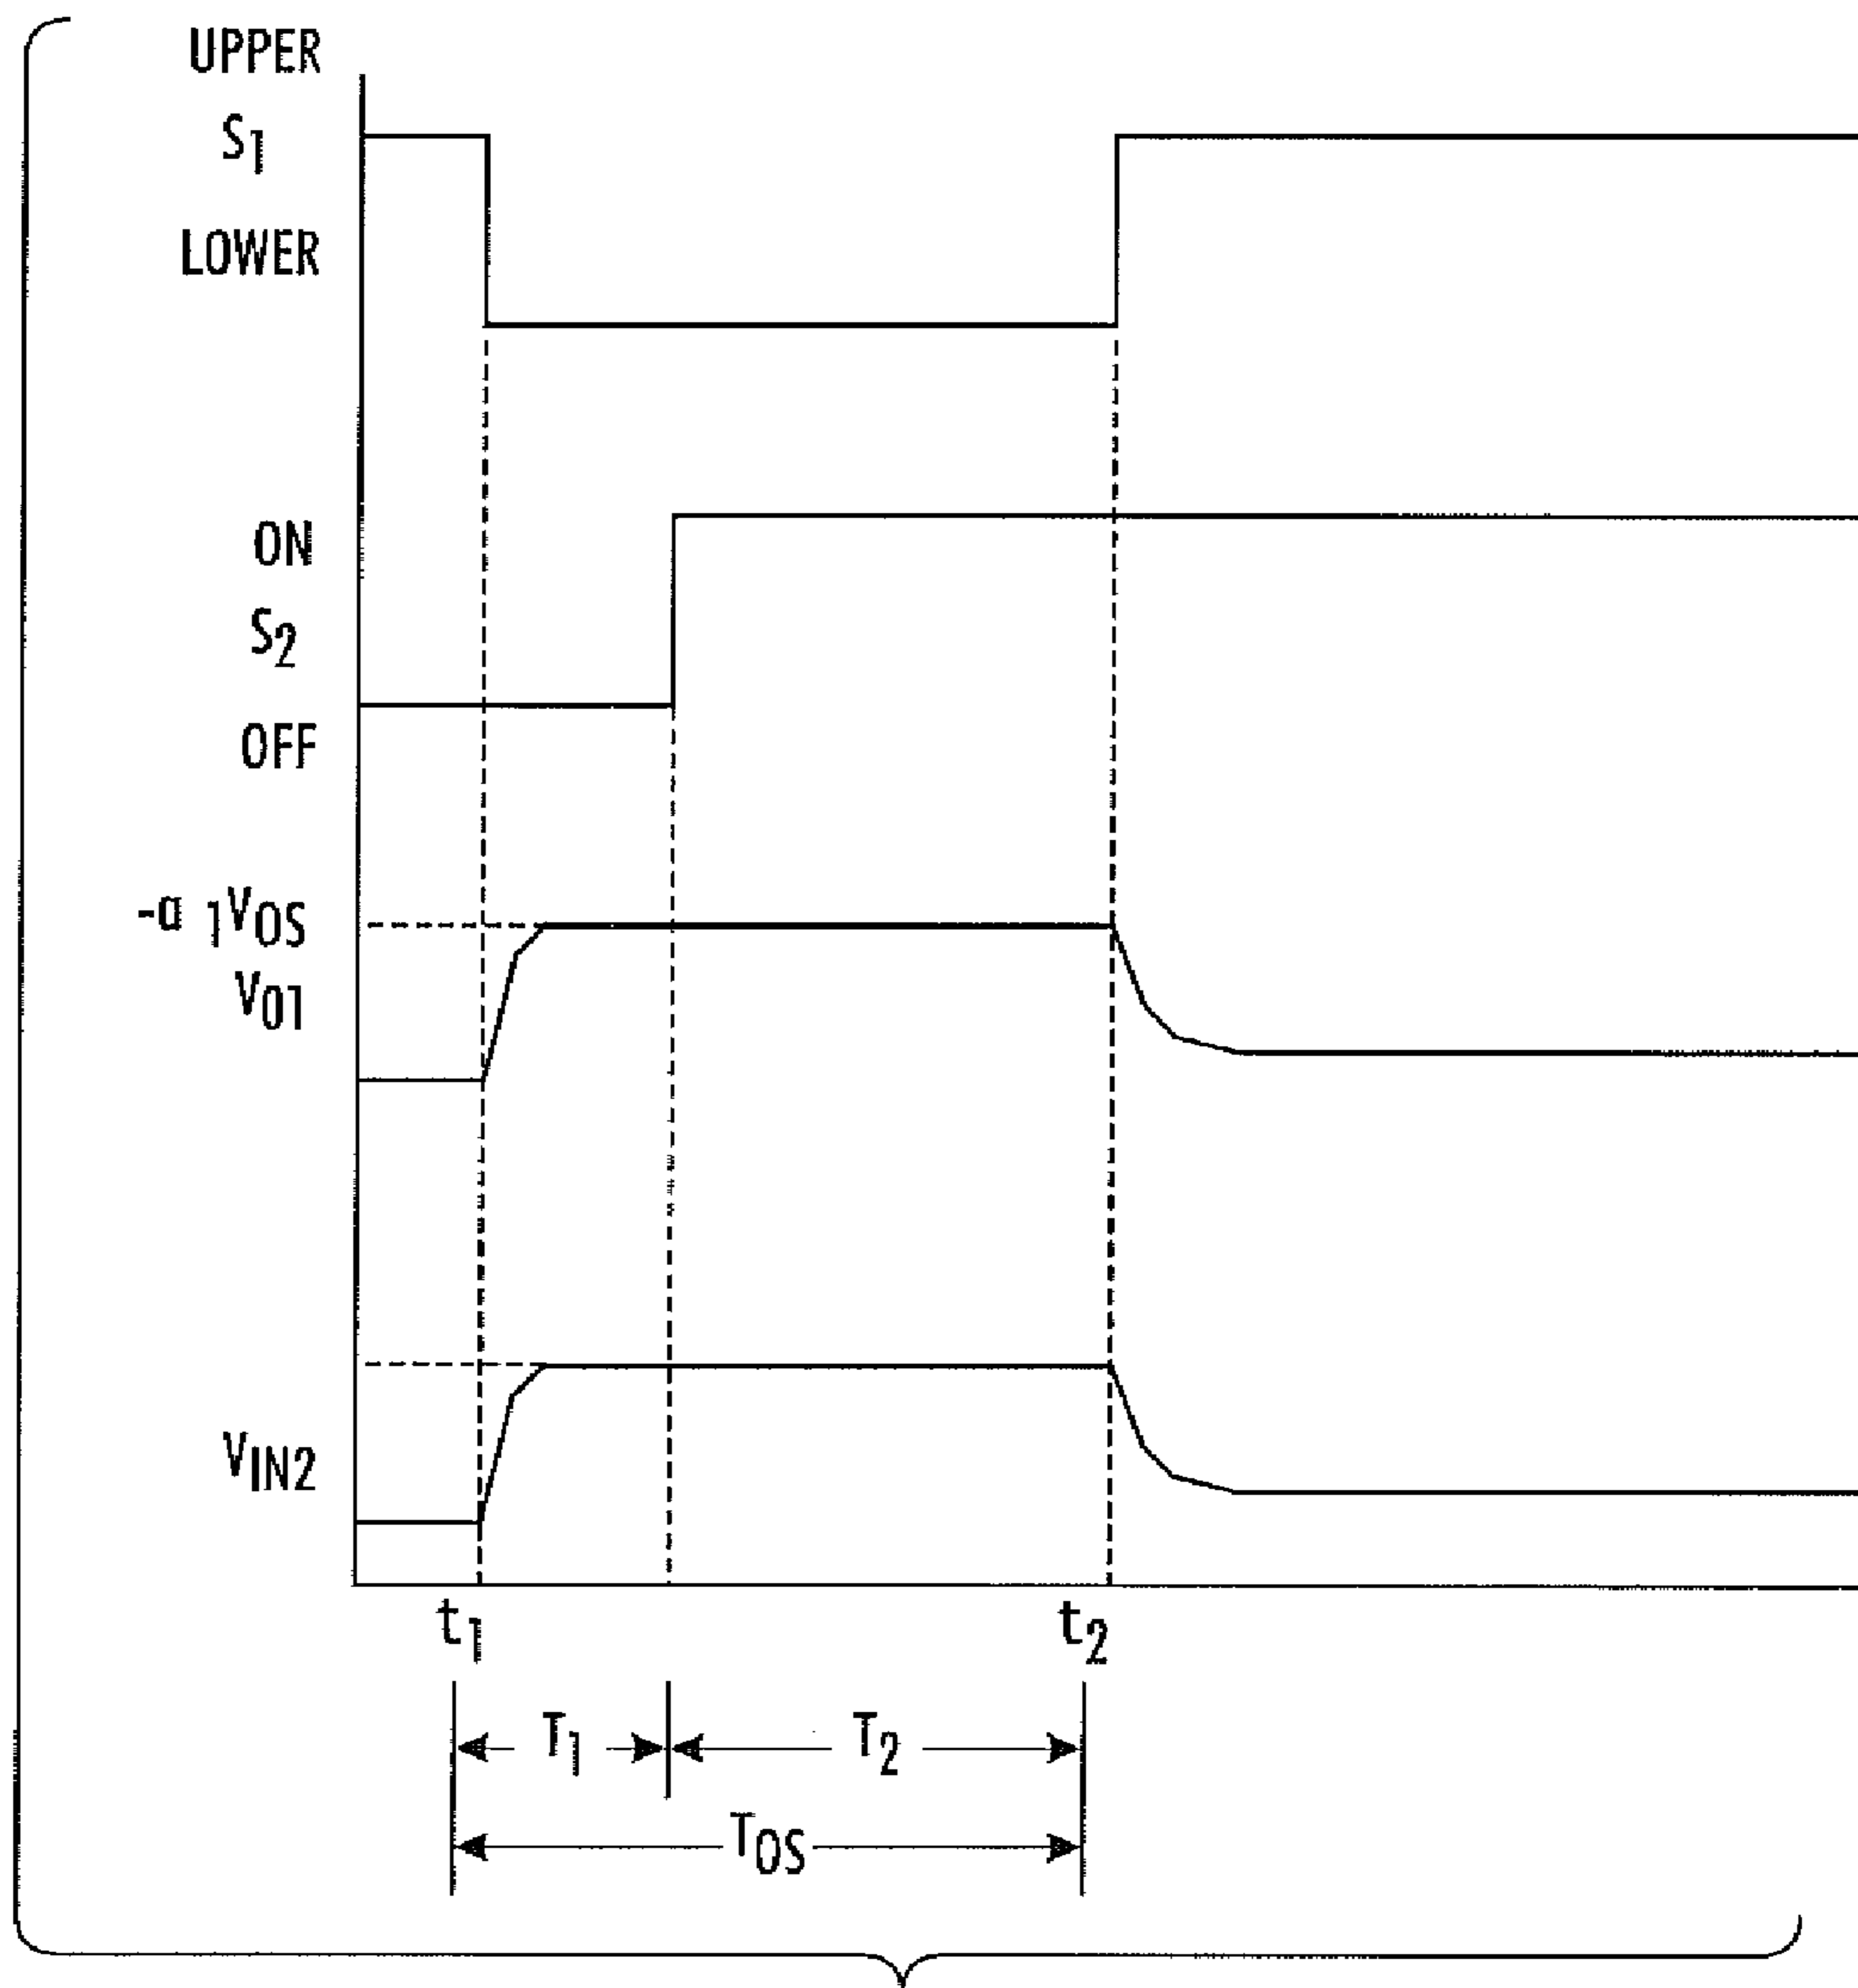 UPPER
S1
LOWER
ON
S2
OFF
-α 1VOS
V01
VIN2
t1 t2
T1 T2
TOS